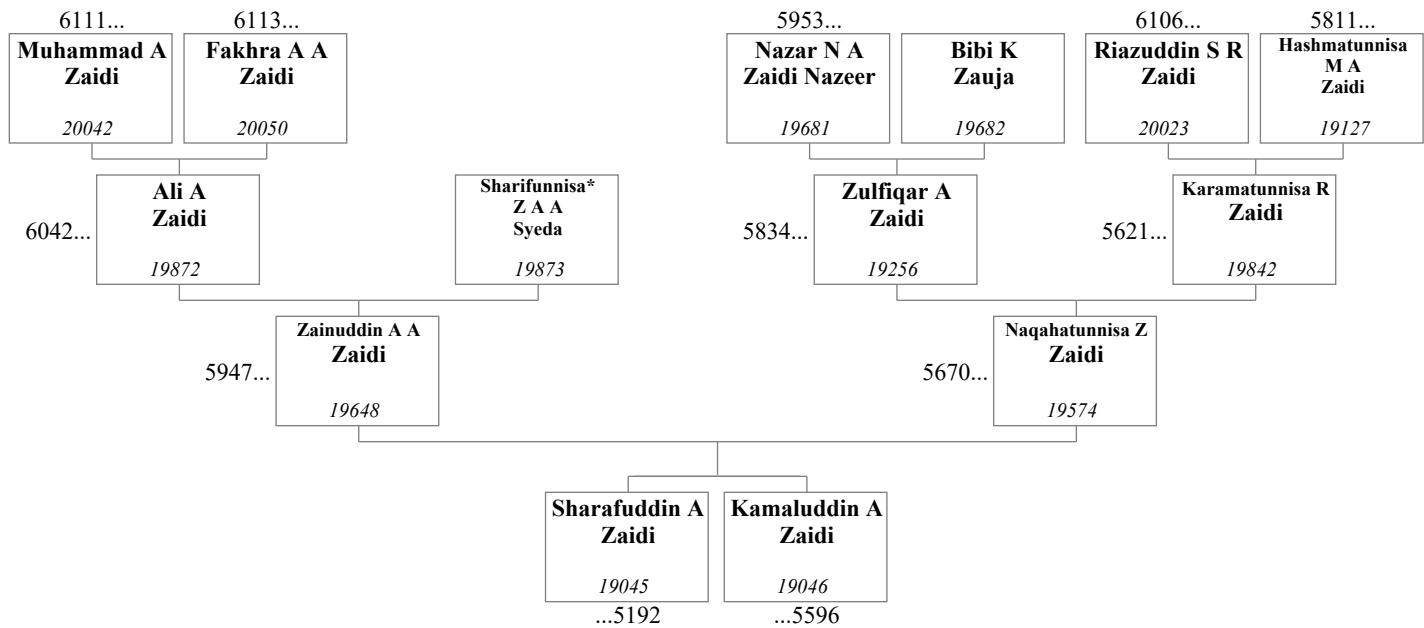 6111...
6113...
5953...
6106...
5811...
Muhammad A
Zaidi
20042
Fakhra A A
Zaidi
20050
Nazar N A
Zaidi Nazeer
19681
Bibi K
Zauja
19682
Riazuddin S R
Zaidi
20023
Hashmatunnisa
M A
Zaidi
19127
6042...
Ali A
Zaidi
19872
Sharifunnisa*
Z A A
Syeda
19873
5834...
Zulfiqar A
Zaidi
19256
5621...
Karamatunnisa R
Zaidi
19842
5947...
Zainuddin A A
Zaidi
19648
5670...
Naqahatunnisa Z
Zaidi
19574
Sharafuddin A
Zaidi
19045
...5192
Kamaluddin A
Zaidi
19046
...5596